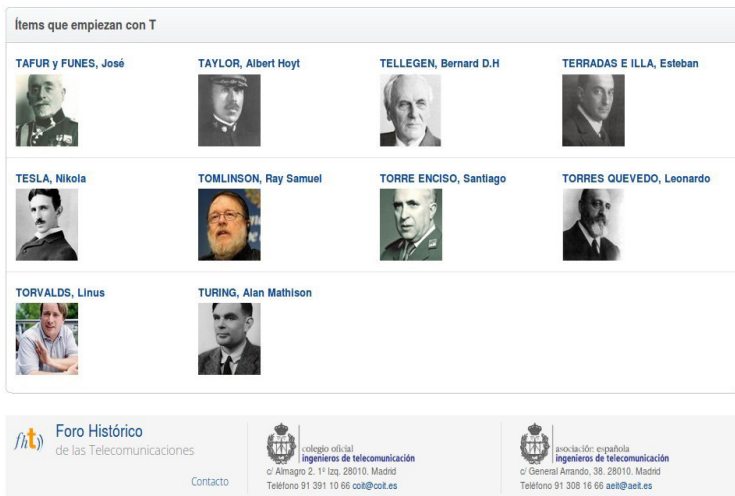 Ítems que empiezan con T
TAFUR y FUNES, José
TAYLOR, Albert Hoyt
TELLEGEN, Bernard D.H
TERRADAS E ILLA, Esteban
TESLA, Nikola
TOMLINSON, Ray Samuel
TORRE ENCISO, Santiago
TORRES QUEVEDO, Leonardo
TORVALDS, Linus
TURING, Alan Mathison
fht))
Foro Histórico
de las Telecomunicaciones
Contacto
colegio oficial
ingenieros de telecomunicación
c/ Almagro 2. 1º Izq. 28010. Madrid
Teléfono 91 391 10 66 coit@coit.es
asociación española
ingenieros de telecomunicación
c/ General Arrando, 38. 28010. Madrid
Teléfono 91 308 16 66 aeit@aeit.es